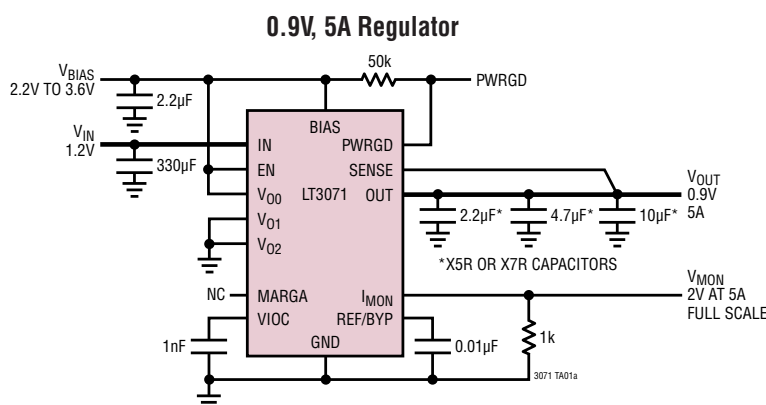 0.9V, 5A Regulator
50k
VBIAS
2.2V TO 3.6V
PWRGD
2.2µF
BIAS
VIN
1.2V
IN
PWRGD
330µF
EN
SENSE
VO0
LT3071
OUT
VOUT
0.9V
5A
2.2µF*
4.7µF*
10µF*
VO1
VO2
*X5R OR X7R CAPACITORS
NC
MARGA
IMON
VMON
2V AT 5A
FULL SCALE
VIOC
REF/BYP
1nF
GND
0.01µF
1k
3071 TA01a